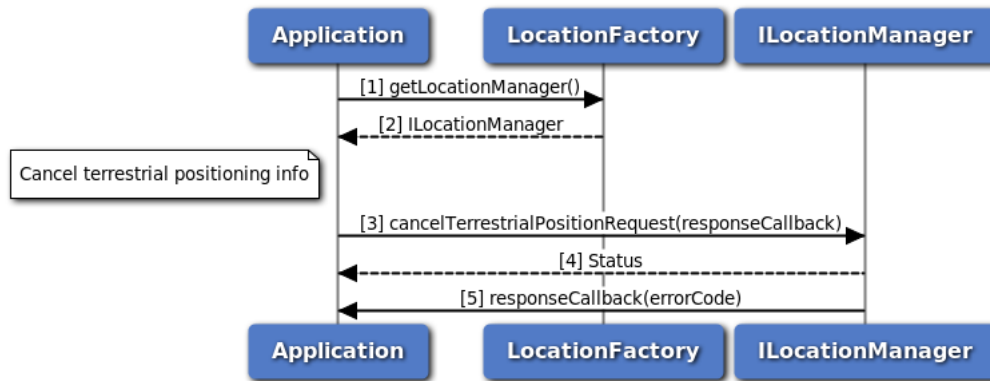 Application LocationFactory ILocationManager
[1] getLocationManager()
[2] ILocationManager
Cancel terrestrial positioning info
[3] cancelTerrestrialPositionRequest(responseCallback)
[4] Status
[5] responseCallback(errorCode)
Application LocationFactory ILocationManager